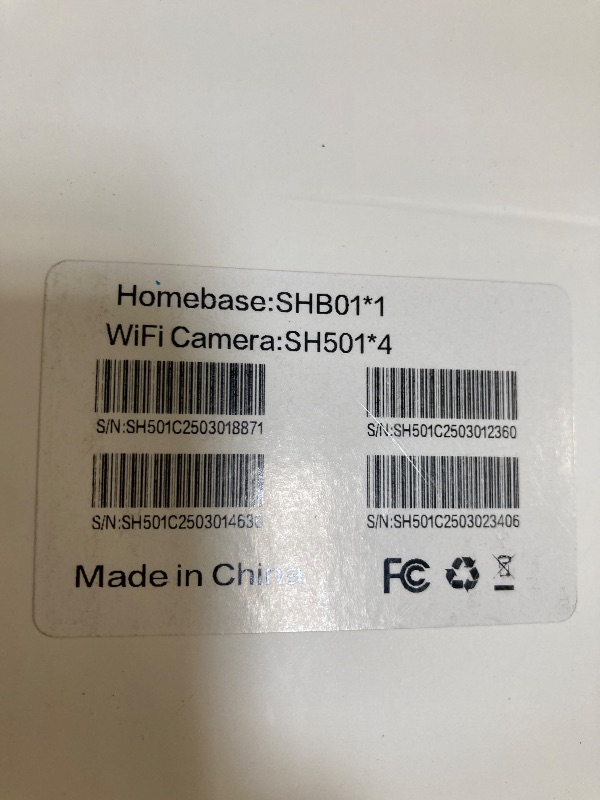 Homebase:SHB01*1
WiFi Camera:SH501*4
S/N:SH501C2503018871
S/N:SH501C2503012360
S/N:SH501C2503023406
Made in China
FC